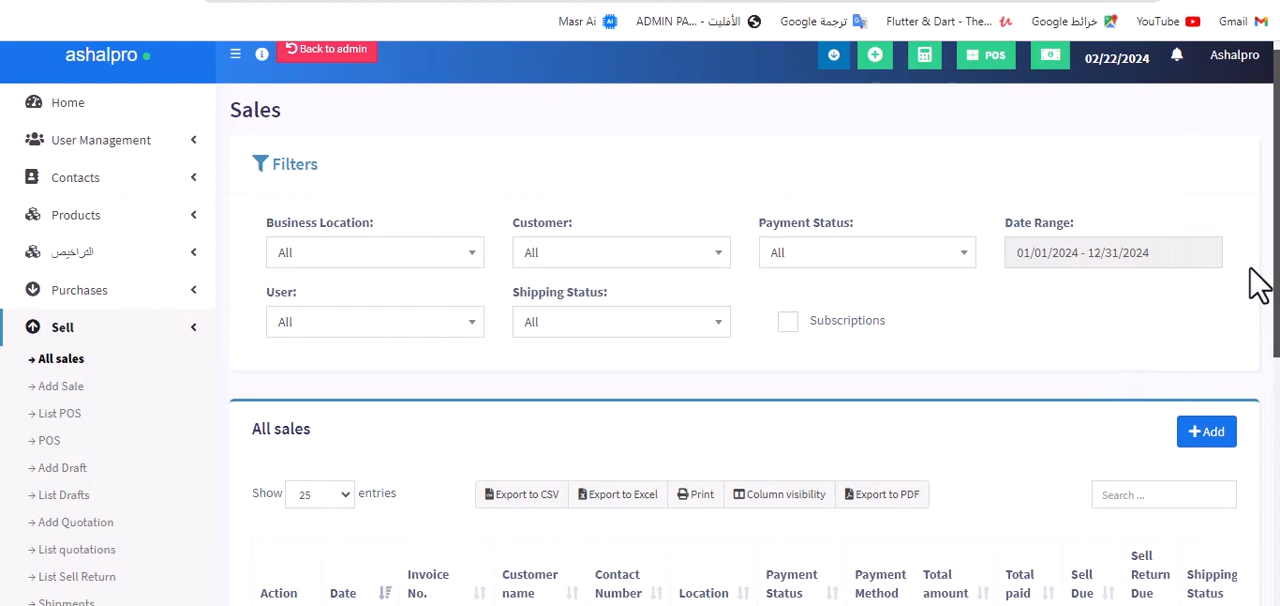 Masr Ai
ADMIN PA... - الأفليت
ترجمة Google
Flutter & Dart - The...
خرائط Google
YouTube
Gmail
ashalpro
Back to admin
POS
02/22/2024
Ashalpro
Home
User Management
Contacts
Products
التراخيص
Purchases
Sell
All sales
Add Sale
List POS
POS
Add Draft
List Drafts
Add Quotation
List quotations
List Sell Return
Shipments
Sales
Filters
Business Location:
All
Customer:
All
Payment Status:
All
Date Range:
01/01/2024 - 12/31/2024
User:
All
Shipping Status:
All
Subscriptions
All sales
Add
Show 25 entries
Export to CSV
Export to Excel
Print
Column visibility
Export to PDF
Search ...
Action
Date
Invoice No.
Customer name
Contact Number
Location
Payment Status
Payment Method
Total amount
Total paid
Sell Due
Sell Return Due
Shipping Status